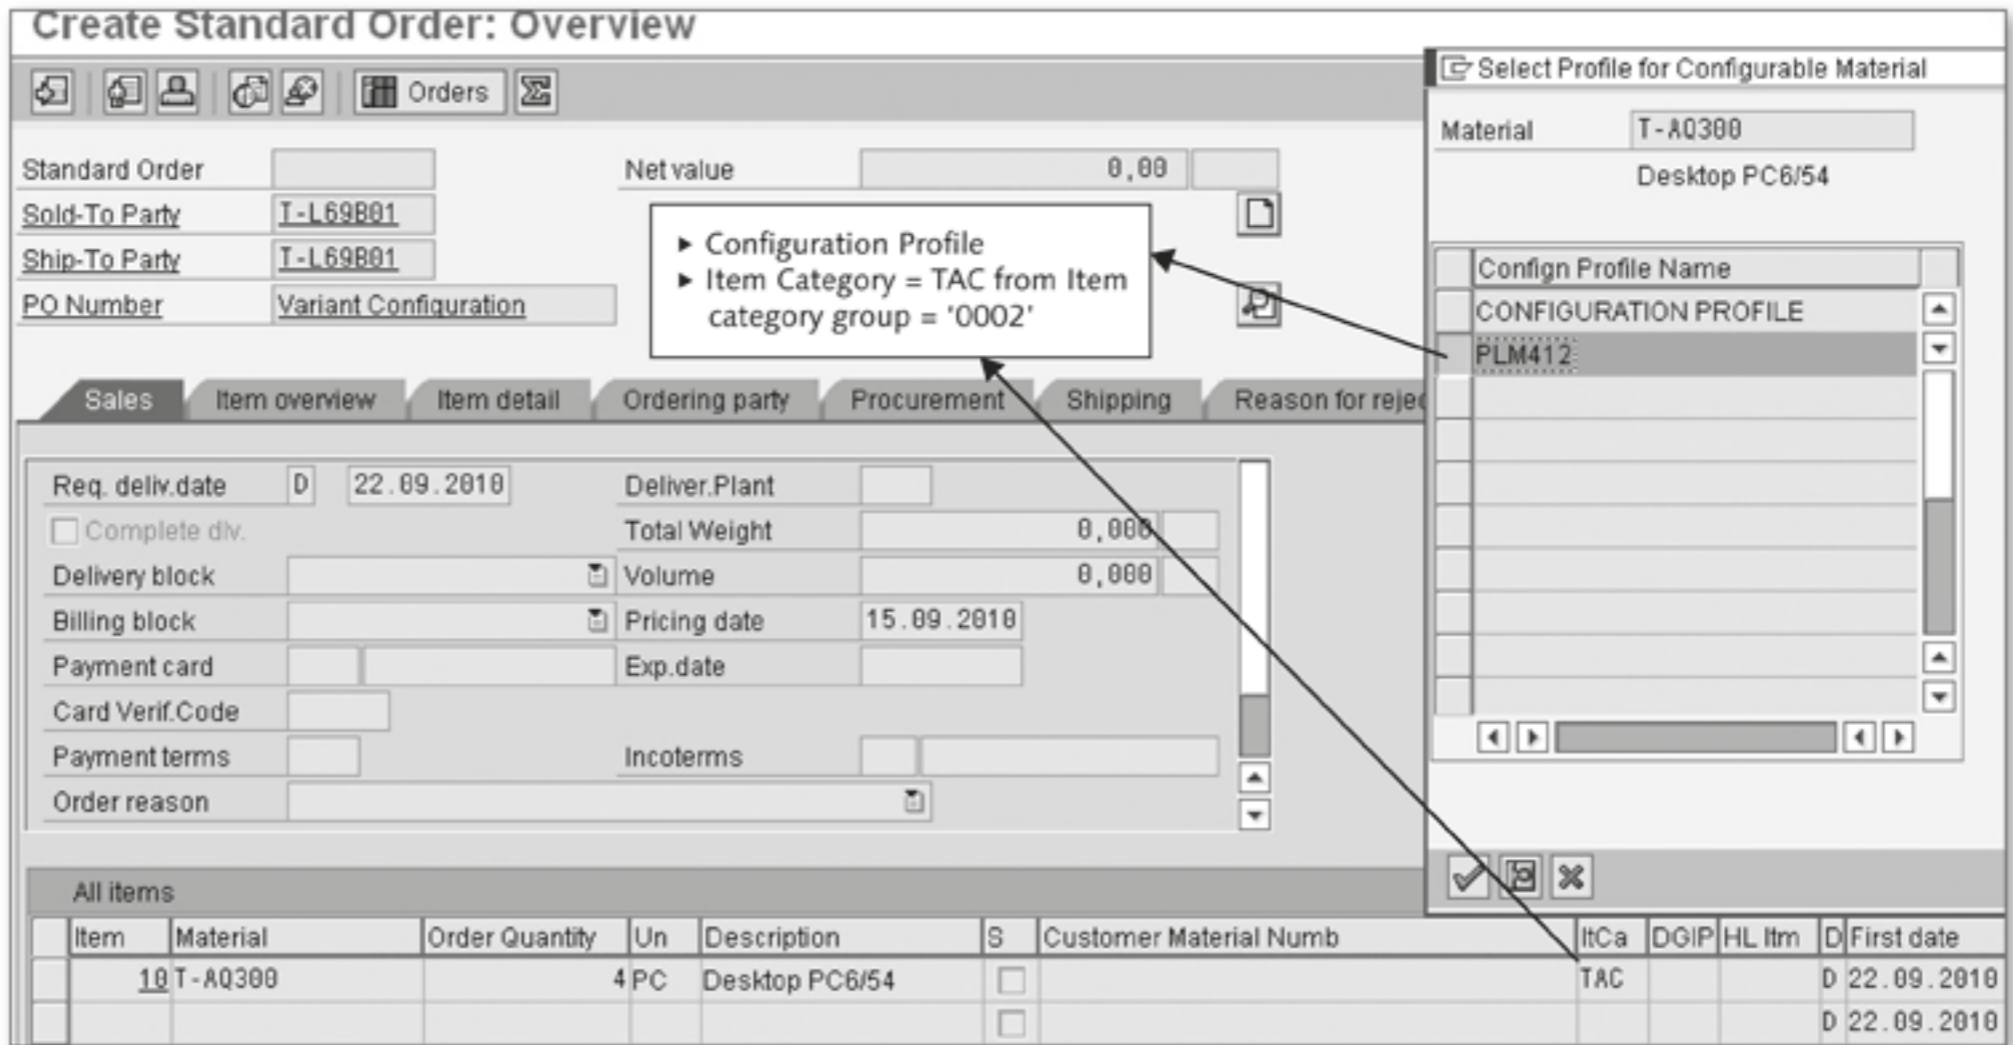 Create Standard Order: Overview
Orders
Standard Order
Net value 0,00
Sold-To Party T-L69B01
Ship-To Party T-L69B01
PO Number Variant Configuration
▸ Configuration Profile
▸ Item Category = TAC from Item
category group = '0002'
Select Profile for Configurable Material
Material T-AQ300
Desktop PC6/54
Confign Profile Name
CONFIGURATION PROFILE
PLM412
Sales Item overview Item detail Ordering party Procurement Shipping Reason for rejec
Req. deliv.date D 22.09.2010 Deliver.Plant
Complete dlv. Total Weight 0,000
Delivery block Volume 0,000
Billing block Pricing date 15.09.2010
Payment card Exp.date
Card Verif.Code
Payment terms Incoterms
Order reason
All items
Item Material Order Quantity Un Description S Customer Material Numb ItCa DGIP HL Itm D First date
10 T-AQ300 4 PC Desktop PC6/54 TAC D 22.09.2010
D 22.09.2010